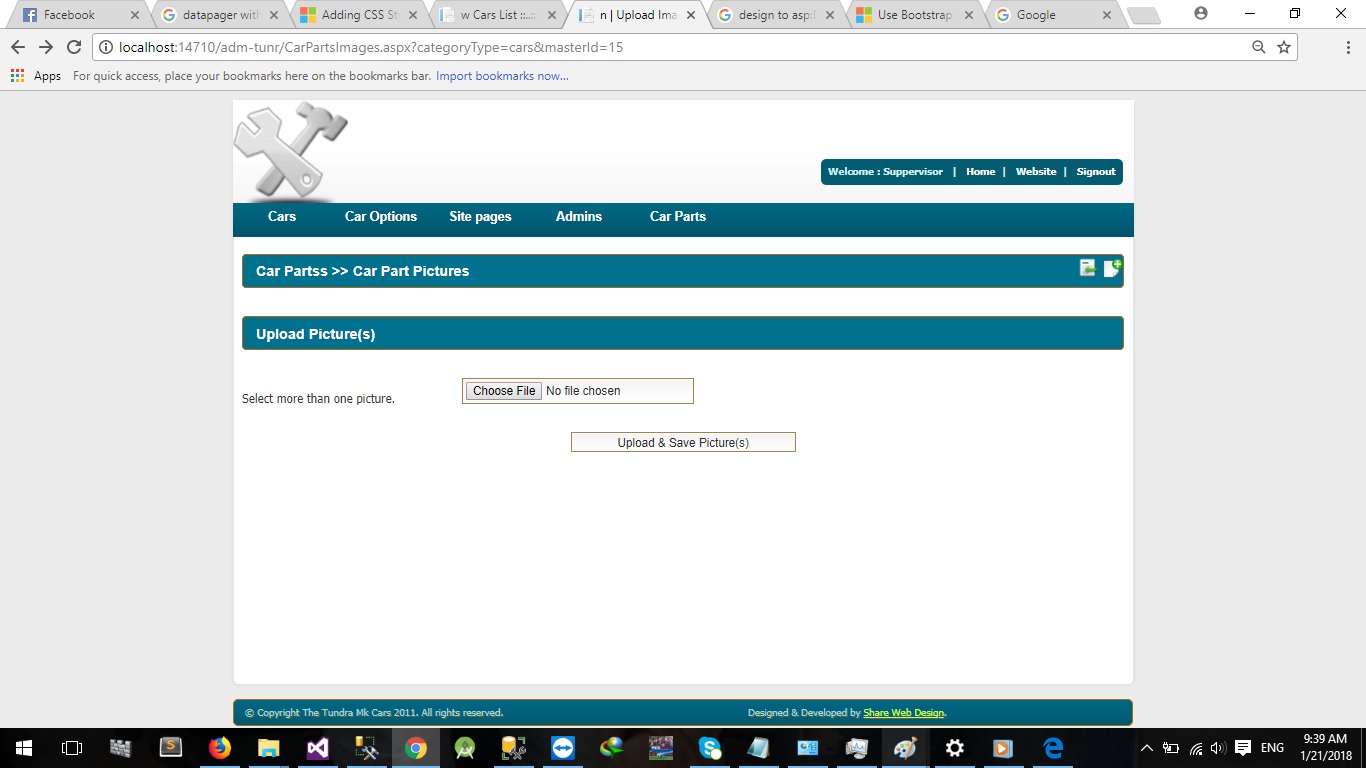 Facebook
datapager with
Adding CSS St
w Cars List ::..::
n | Upload Ima
design to asp:
Use Bootstrap
Google
localhost:14710/adm-tunr/CarPartsImages.aspx?categoryType=cars&masterId=15
Apps For quick access, place your bookmarks here on the bookmarks bar. Import bookmarks now...
Welcome : Suppervisor | Home | Website | Signout
Cars Car Options Site pages Admins Car Parts
Car Partss >> Car Part Pictures
Upload Picture(s)
Select more than one picture. Choose File No file chosen
Upload & Save Picture(s)
© Copyright The Tundra Mk Cars 2011. All rights reserved. Designed & Developed by Share Web Design.
ENG
9:39 AM
1/21/2018